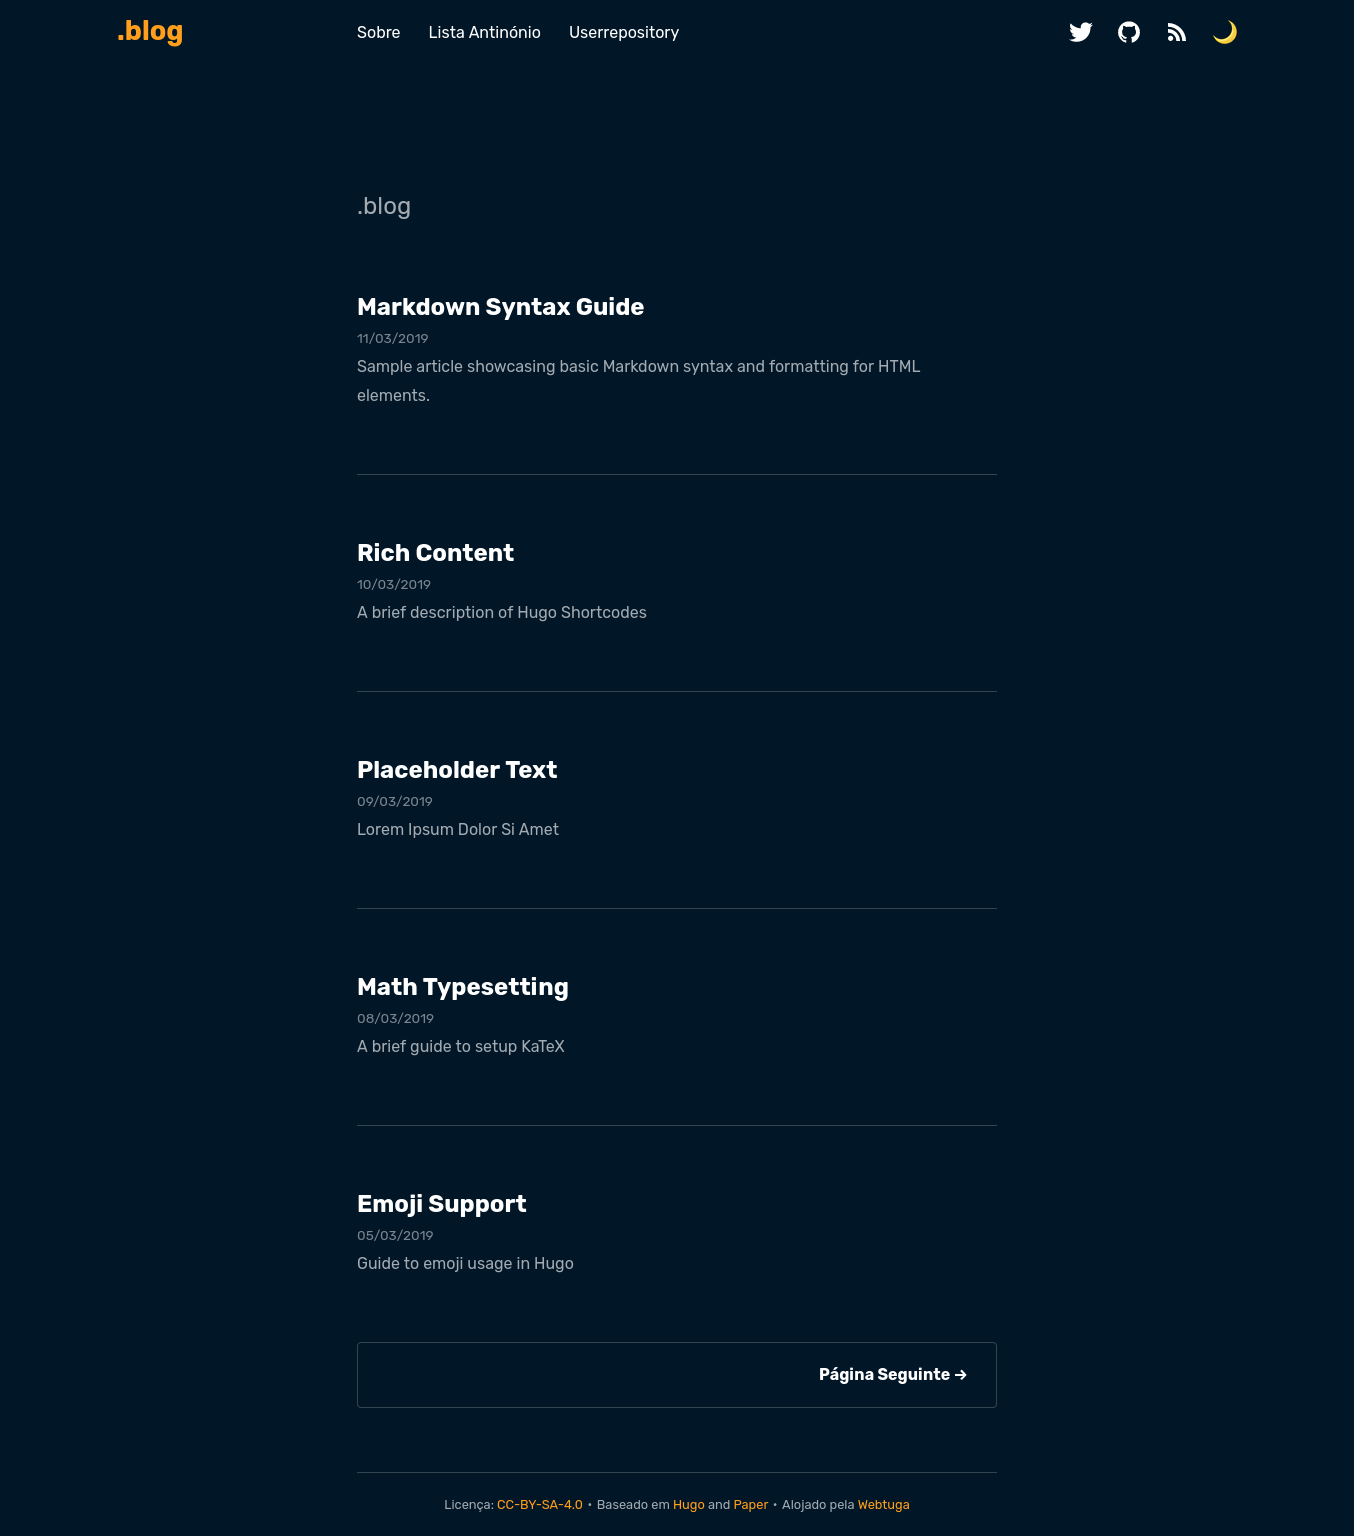 .blog
Sobre Lista Antinónio Userrepository
.blog
Markdown Syntax Guide
11/03/2019
Sample article showcasing basic Markdown syntax and formatting for HTML
elements.
Rich Content
10/03/2019
A brief description of Hugo Shortcodes
Placeholder Text
09/03/2019
Lorem Ipsum Dolor Si Amet
Math Typesetting
08/03/2019
A brief guide to setup KaTeX
Emoji Support
05/03/2019
Guide to emoji usage in Hugo
Página Seguinte →
Licença: CC-BY-SA-4.0 • Baseado em Hugo and Paper • Alojado pela Webtuga